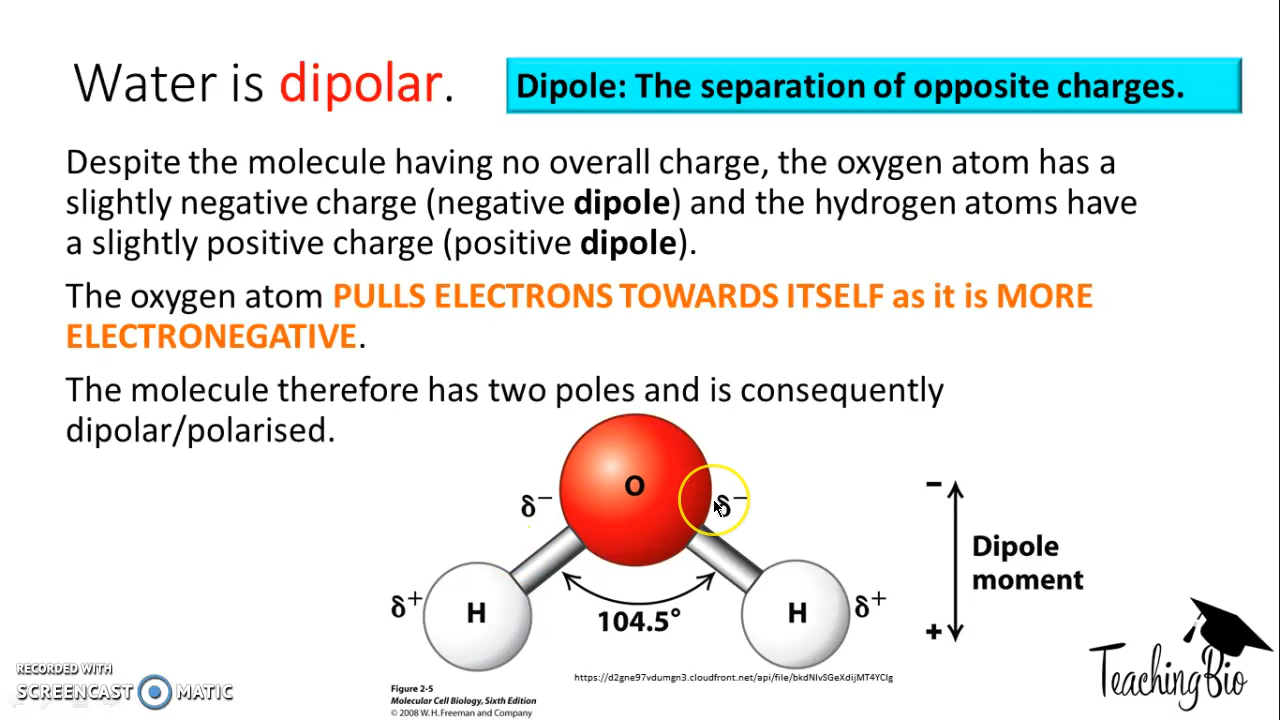 Water is dipolar.
Dipole: The separation of opposite charges.
Despite the molecule having no overall charge, the oxygen atom has a
slightly negative charge (negative dipole) and the hydrogen atoms have
a slightly positive charge (positive dipole).
The oxygen atom PULLS ELECTRONS TOWARDS ITSELF as it is MORE
ELECTRONEGATIVE.
The molecule therefore has two poles and is consequently
dipolar/polarised.
O
δ−
δ−
−
Dipole
moment
+
δ+
H
104.5°
H
δ+
https://d2gne97vdumgn3.cloudfront.net/api/file/bkdNIvSGeXdijMT4YClg
Figure 2-5
Molecular Cell Biology, Sixth Edition
© 2008 W. H. Freeman and Company
RECORDED WITH
SCREENCAST MATIC
TeachingBio